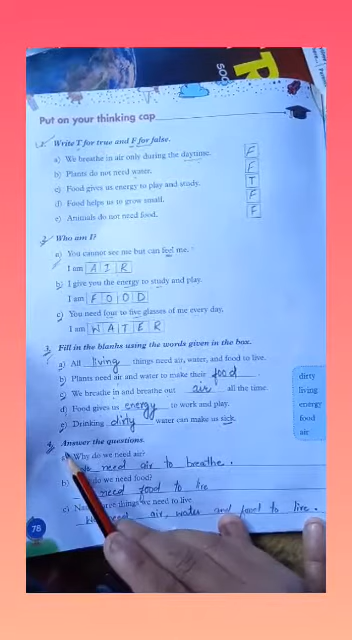 Put on your thinking cap
1. Write T for true and F for false.
a) We breathe in air only during the daytime. F
b) Plants do not need water. F
c) Food gives us energy to play and study. T
d) Food helps us to grow small. F
e) Animals do not need food. F
2. Who am I?
a) You cannot see me but can feel me.
I am A I R
b) I give you the energy to study and play.
I am F O O D
c) You need four to five glasses of me every day.
I am W A T E R
3. Fill in the blanks using the words given in the box.
a) All living things need air, water, and food to live.
b) Plants need air and water to make their food
c) We breathe in and breathe out air all the time.
d) Food gives us energy to work and play.
e) Drinking dirty water can make us sick.
dirty
living
energy
food
air
4. Answer the questions.
a) Why do we need air?
need air to breathe.
b) do we need food?
need food to live
c) three things we need to live
air, water and food to live.
78